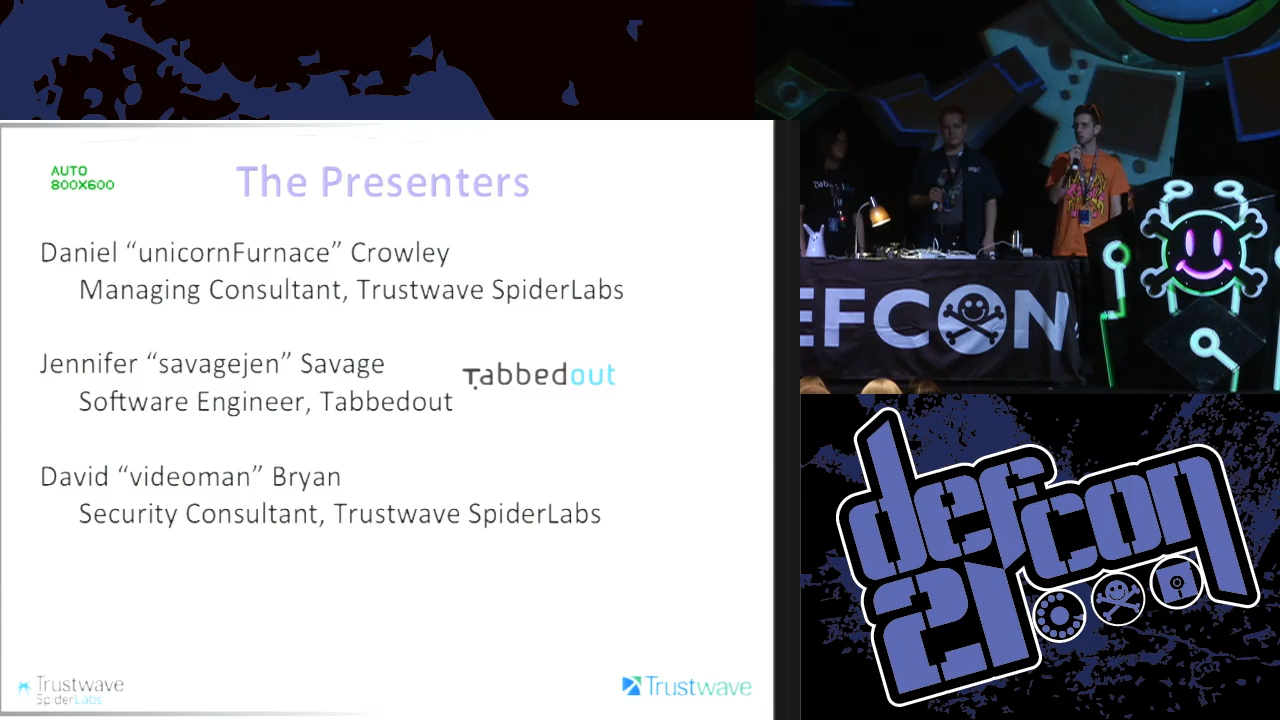 AUTO
800X600
The Presenters
Daniel “unicornFurnace” Crowley
Managing Consultant, Trustwave SpiderLabs
Jennifer “savagejen” Savage
Tabbedout
Software Engineer, Tabbedout
David “videoman” Bryan
Security Consultant, Trustwave SpiderLabs
Trustwave
SpiderLabs
Trustwave
EFCON
defcon
21